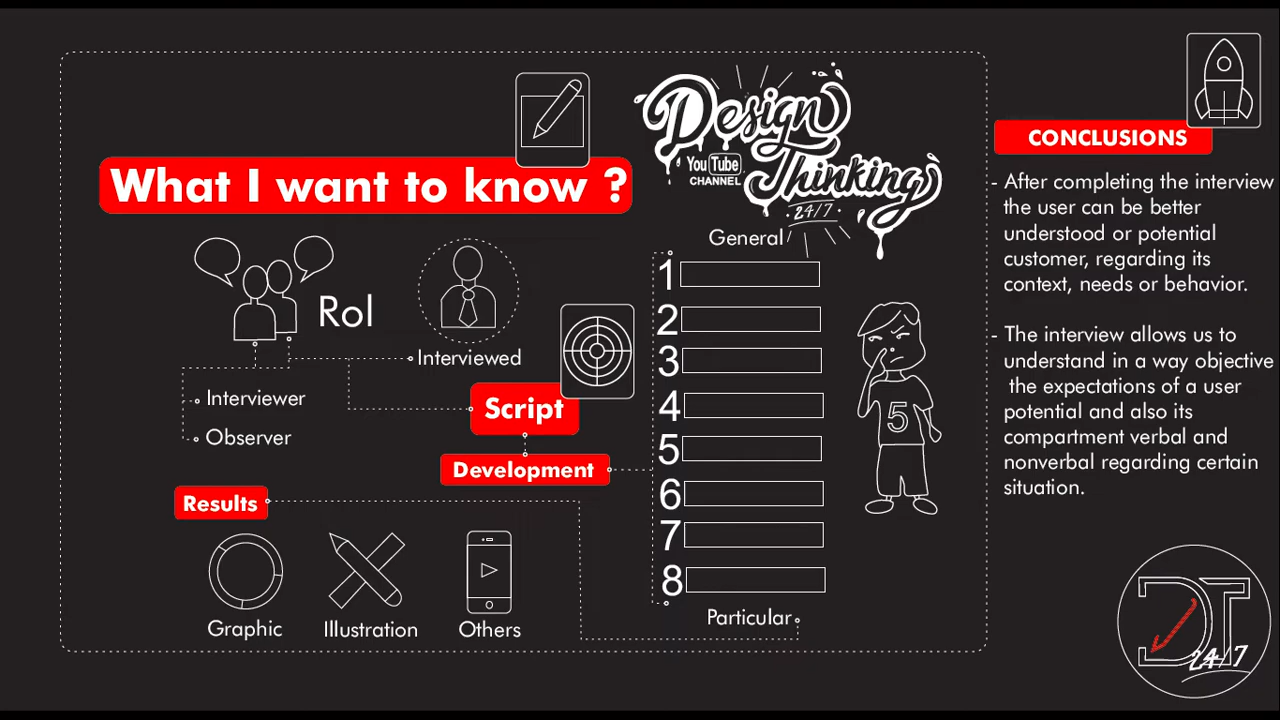 Design
Thinking
You Tube
CHANNEL
24/7
What I want to know ?
Rol
Interviewed
Interviewer
Observer
Script
Development
Results
Graphic
Illustration
Others
General
1
2
3
4
5
6
7
8
Particular
5
CONCLUSIONS
- After completing the interview
the user can be better
understood or potential
customer, regarding its
context, needs or behavior.
- The interview allows us to
understand in a way objective
the expectations of a user
potential and also its
compartment verbal and
nonverbal regarding certain
situation.
DT
24/7